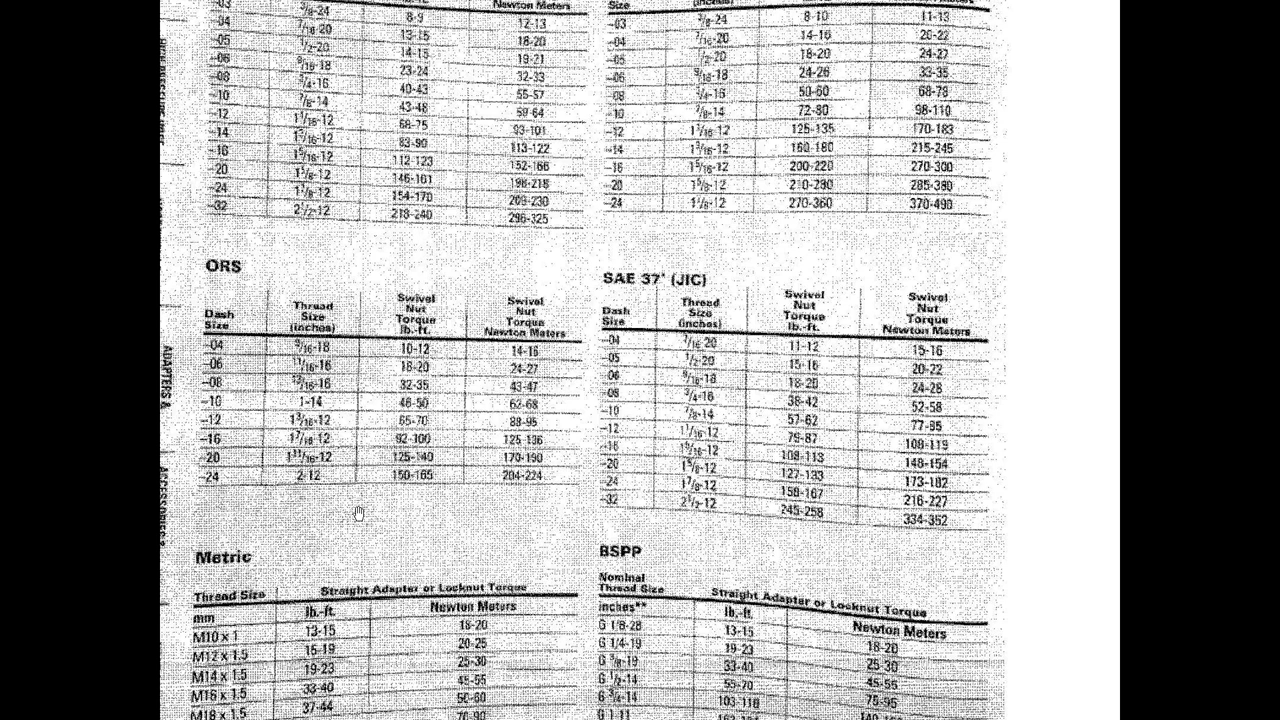 Newton Meters
Size (inches)
-03 3/8-24 8-9 12-13
-04 7/16-20 13-15 18-20
-05 1/2-20 14-15 19-21
-06 9/16-18 23-24 32-33
-08 3/4-16 40-43 55-57
-10 7/8-14 43-48 59-64
-12 1 1/16-12 68-75 93-101
-14 1 3/16-12 83-90 113-122
-16 1 5/16-12 112-123 152-166
-20 1 5/8-12 146-161 198-218
-24 1 7/8-12 154-170 209-230
-32 2 1/2-12 218-240 296-325
-03 3/8-24 8-10 11-13
-04 7/16-20 14-16 20-22
-05 1/2-20 18-20 24-27
-06 9/16-18 24-26 33-35
-08 3/4-16 50-60 68-78
-10 7/8-14 72-80 98-110
-12 1 1/16-12 125-135 170-183
-14 1 3/16-12 160-180 215-245
-16 1 5/16-12 200-220 270-300
-20 1 5/8-12 210-280 285-380
-24 1 7/8-12 270-360 370-490
ORS
Dash Size Thread Size (inches) Swivel Nut Torque lb.-ft. Swivel Nut Torque Newton Meters
-04 9/16-18 10-12 14-16
-06 11/16-16 18-20 24-27
-08 13/16-16 32-35 43-47
-10 1-14 46-50 62-68
-12 1 3/16-12 65-70 88-95
-16 1 7/16-12 92-100 125-136
-20 1 11/16-12 125-140 170-190
-24 2-12 150-165 204-224
SAE 37° (JIC)
Dash Size Thread Size (inches) Swivel Nut Torque lb.-ft. Swivel Nut Torque Newton Meters
-04 7/16-20 11-12 15-16
-05 1/2-20 15-16 20-22
-06 9/16-18 18-20 24-28
-08 3/4-16 38-42 52-58
-10 7/8-14 57-62 77-85
-12 1 1/16-12 79-87 108-119
-16 1 5/16-12 108-113 148-154
-20 1 5/8-12 127-133 173-182
-24 1 7/8-12 158-167 216-227
-32 2 1/2-12 245-258 334-352
Metric
Thread Size Straight Adapter or Locknut Torque
mm lb.-ft. Newton Meters
M10 x 1 13-15 18-20
M12 x 1.5 15-19 20-25
M14 x 1.5 19-23 25-30
M16 x 1.5 33-40 45-55
M18 x 1.5 37-44
BSPP
Nominal Thread Size Straight Adapter or Locknut Torque
inches** lb.-ft. Newton Meters
G 1/8-28 13-15 18-20
G 1/4-19 19-23 25-30
G 3/8-19 33-40 45-55
G 1/2-14 55-70 75-95
G 3/4-14 103-118
G 1-11